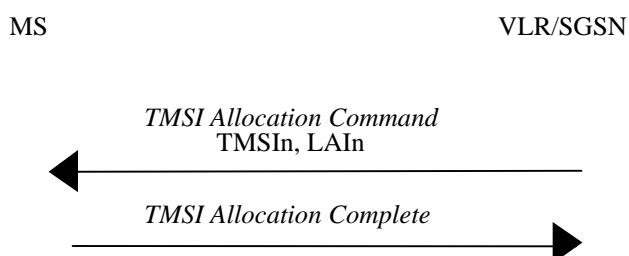 MS VLR/SGSN
TMSI Allocation Command
TMSIn, LAIn
TMSI Allocation Complete